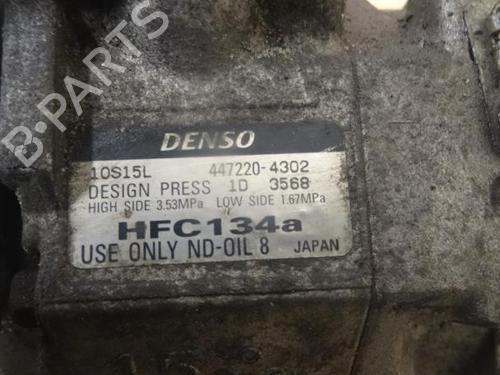 DENSO
10S15L 447220-4302
DESIGN PRESS 1D 3568
HIGH SIDE 3.53MPa LOW SIDE 1.67MPa
HFC134a
USE ONLY ND-OIL 8 JAPAN
B-PARTS